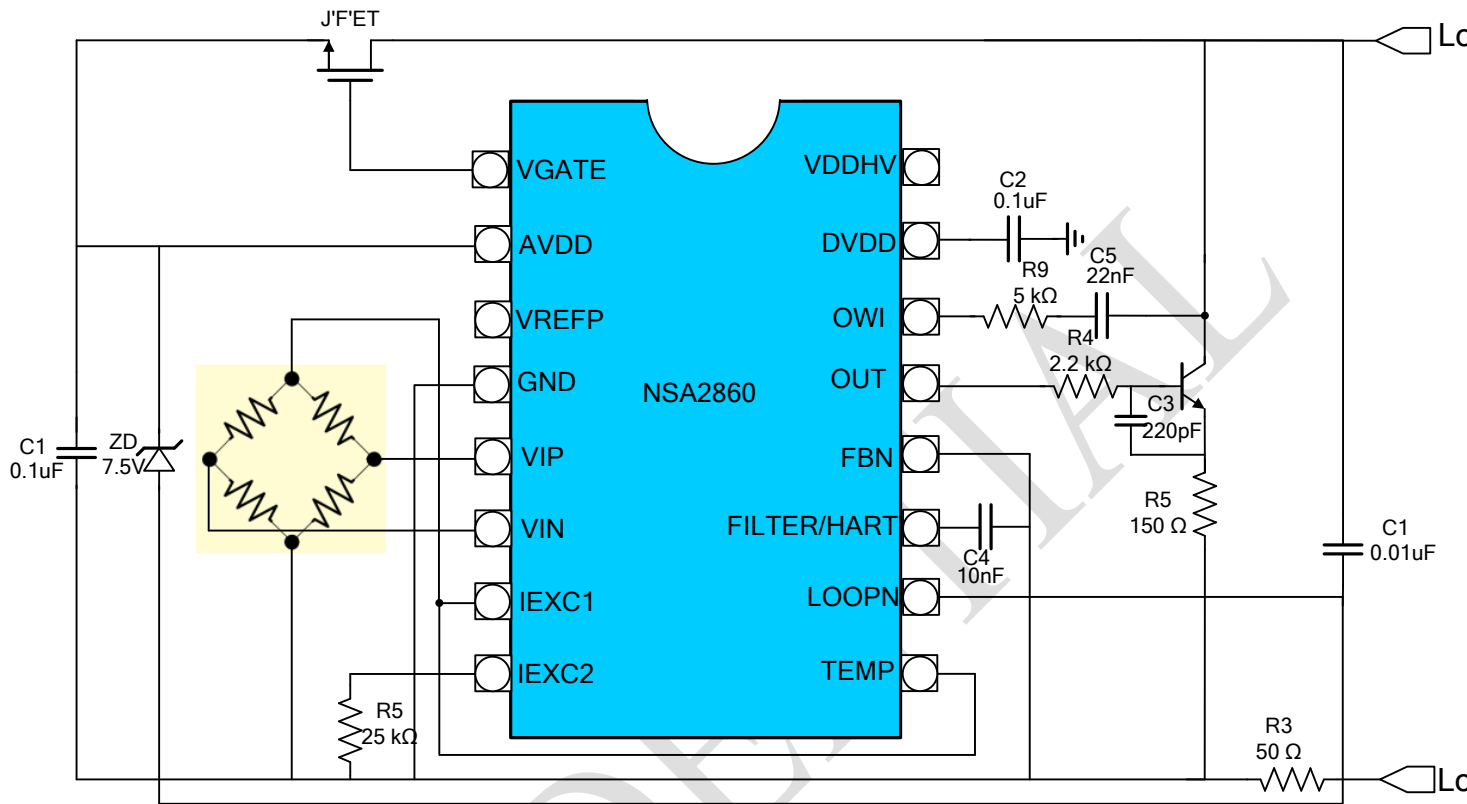 J'F'ET
Lo
VGATE
VDDHV
C2
0.1uF
AVDD
DVDD
C5
22nF
R9
5 kΩ
VREFP
OWI
R4
2.2 kΩ
GND
OUT
NSA2860
C3
220pF
C1
0.1uF
ZD
7.5V
VIP
FBN
R5
150 Ω
VIN
FILTER/HART
C4
10nF
C1
0.01uF
IEXC1
LOOPN
IEXC2
TEMP
R5
25 kΩ
R3
50 Ω
Lo